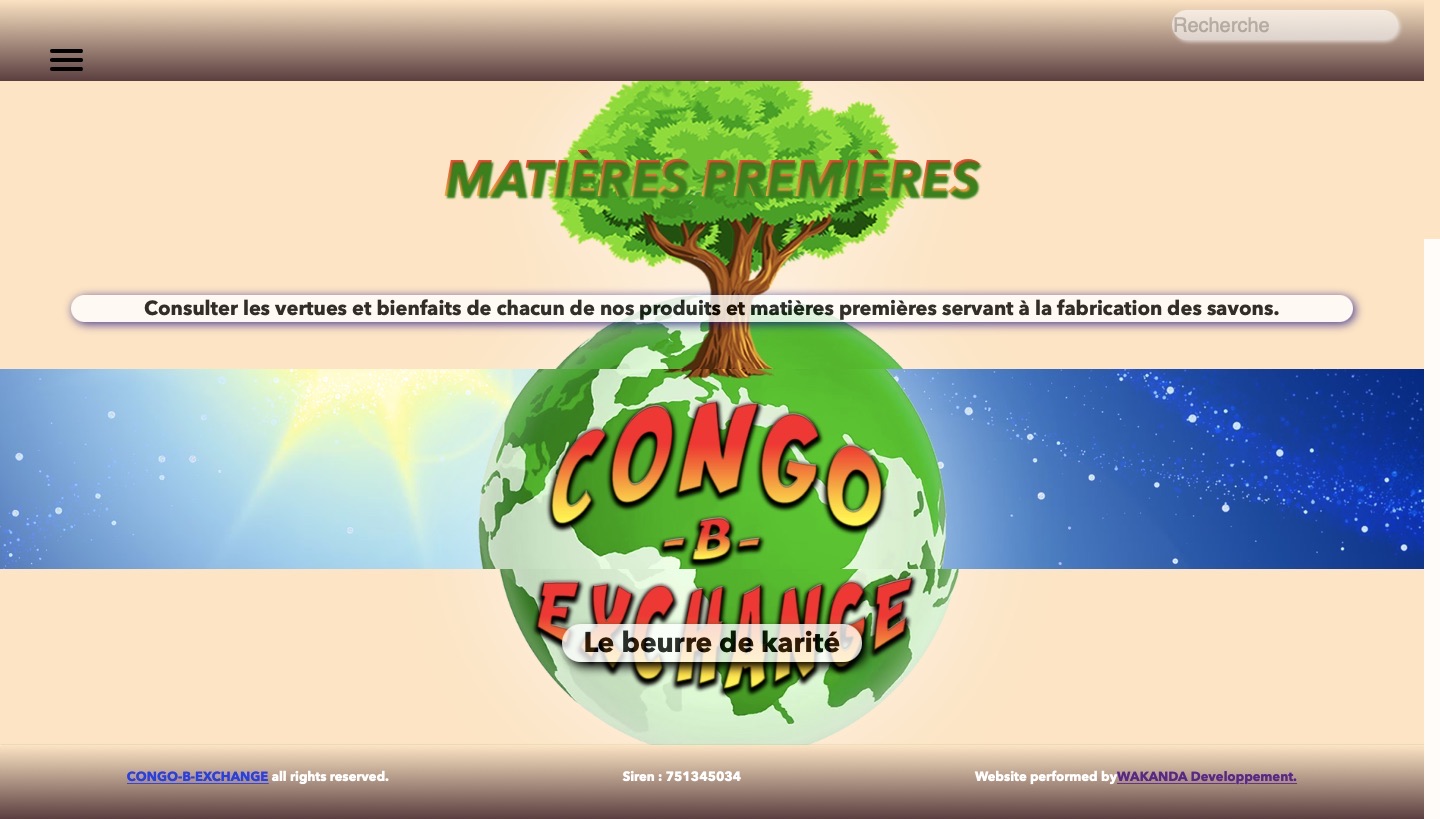 Recherche
MATIÈRES PREMIÈRES
Consulter les vertues et bienfaits de chacun de nos produits et matières premières servant à la fabrication des savons.
CONGO
-B-
EXCHANGE
Le beurre de karité
CONGO-B-EXCHANGE all rights reserved.
Siren : 751345034
Website performed byWAKANDA Developpement.